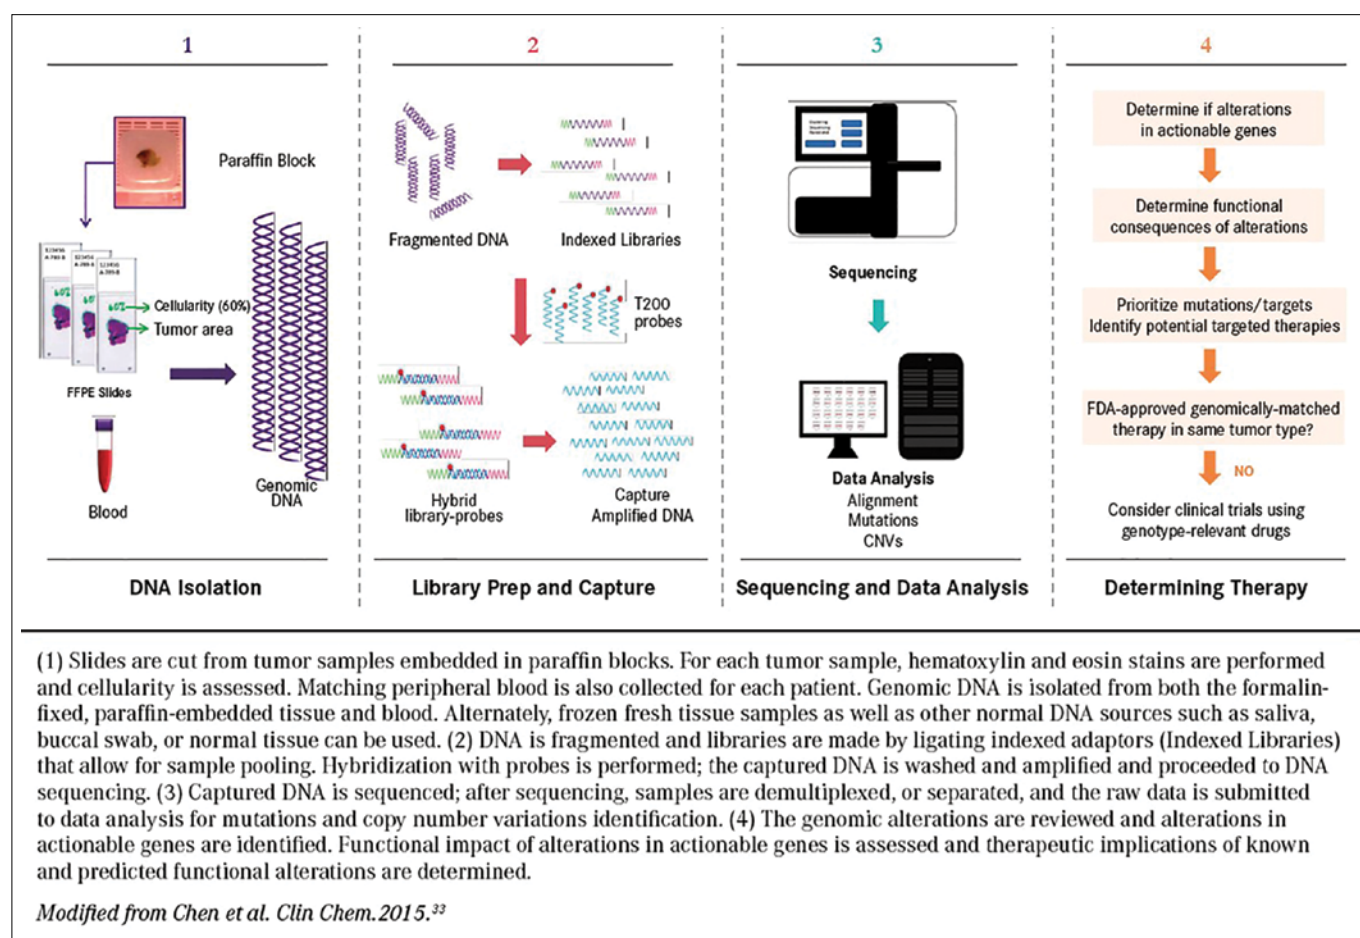 1
Paraffin Block
123456
A-789-B
123456
A-789-B
123456
A-789-B
60%
60%
60%
Cellularity (60%)
Tumor area
FFPE Slides
Blood
Genomic
DNA
DNA Isolation
2
Fragmented DNA
Indexed Libraries
T200
probes
Hybrid
library-probes
Capture
Amplified DNA
Library Prep and Capture
3
Sequencing
Data Analysis
Alignment
Mutations
CNVs
Sequencing and Data Analysis
4
Determine if alterations
in actionable genes
Determine functional
consequences of alterations
Prioritize mutations/targets
Identify potential targeted therapies
FDA-approved genomically-matched
therapy in same tumor type?
NO
Consider clinical trials using
genotype-relevant drugs
Determining Therapy
(1) Slides are cut from tumor samples embedded in paraffin blocks. For each tumor sample, hematoxylin and eosin stains are performed
and cellularity is assessed. Matching peripheral blood is also collected for each patient. Genomic DNA is isolated from both the formalin-
fixed, paraffin-embedded tissue and blood. Alternately, frozen fresh tissue samples as well as other normal DNA sources such as saliva,
buccal swab, or normal tissue can be used. (2) DNA is fragmented and libraries are made by ligating indexed adaptors (Indexed Libraries)
that allow for sample pooling. Hybridization with probes is performed; the captured DNA is washed and amplified and proceeded to DNA
sequencing. (3) Captured DNA is sequenced; after sequencing, samples are demultiplexed, or separated, and the raw data is submitted
to data analysis for mutations and copy number variations identification. (4) The genomic alterations are reviewed and alterations in
actionable genes are identified. Functional impact of alterations in actionable genes is assessed and therapeutic implications of known
and predicted functional alterations are determined.
Modified from Chen et al. Clin Chem.2015.³³